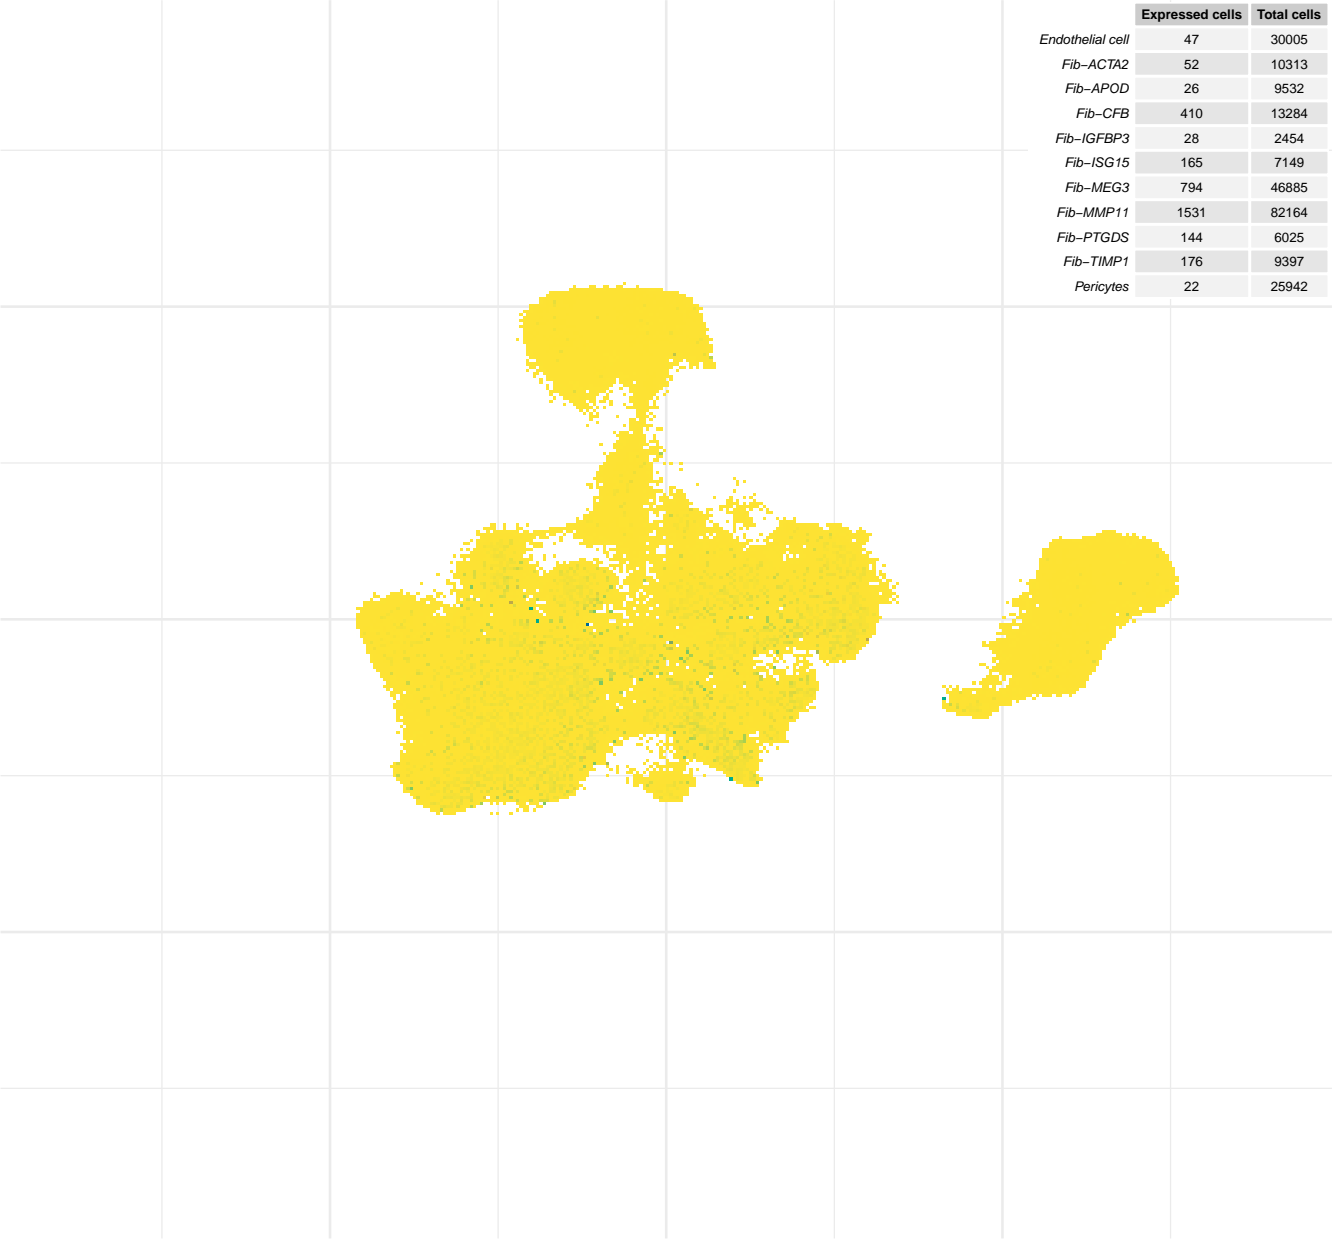 Expressed cells Total cells
Endothelial cell 47 30005
Fib−ACTA2 52 10313
Fib−APOD 26 9532
Fib−CFB 410 13284
Fib−IGFBP3 28 2454
Fib−ISG15 165 7149
Fib−MEG3 794 46885
Fib−MMP11 1531 82164
Fib−PTGDS 144 6025
Fib−TIMP1 176 9397
Pericytes 22 25942